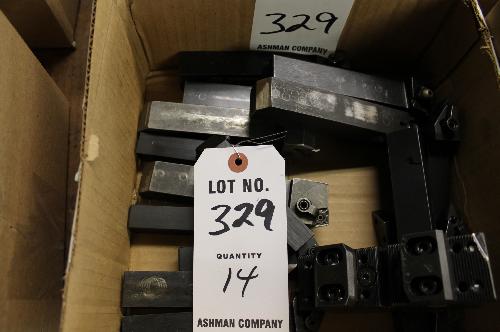 329
ASHMAN COMPANY
LOT NO.
329
QUANTITY
14
ASHMAN COMPANY